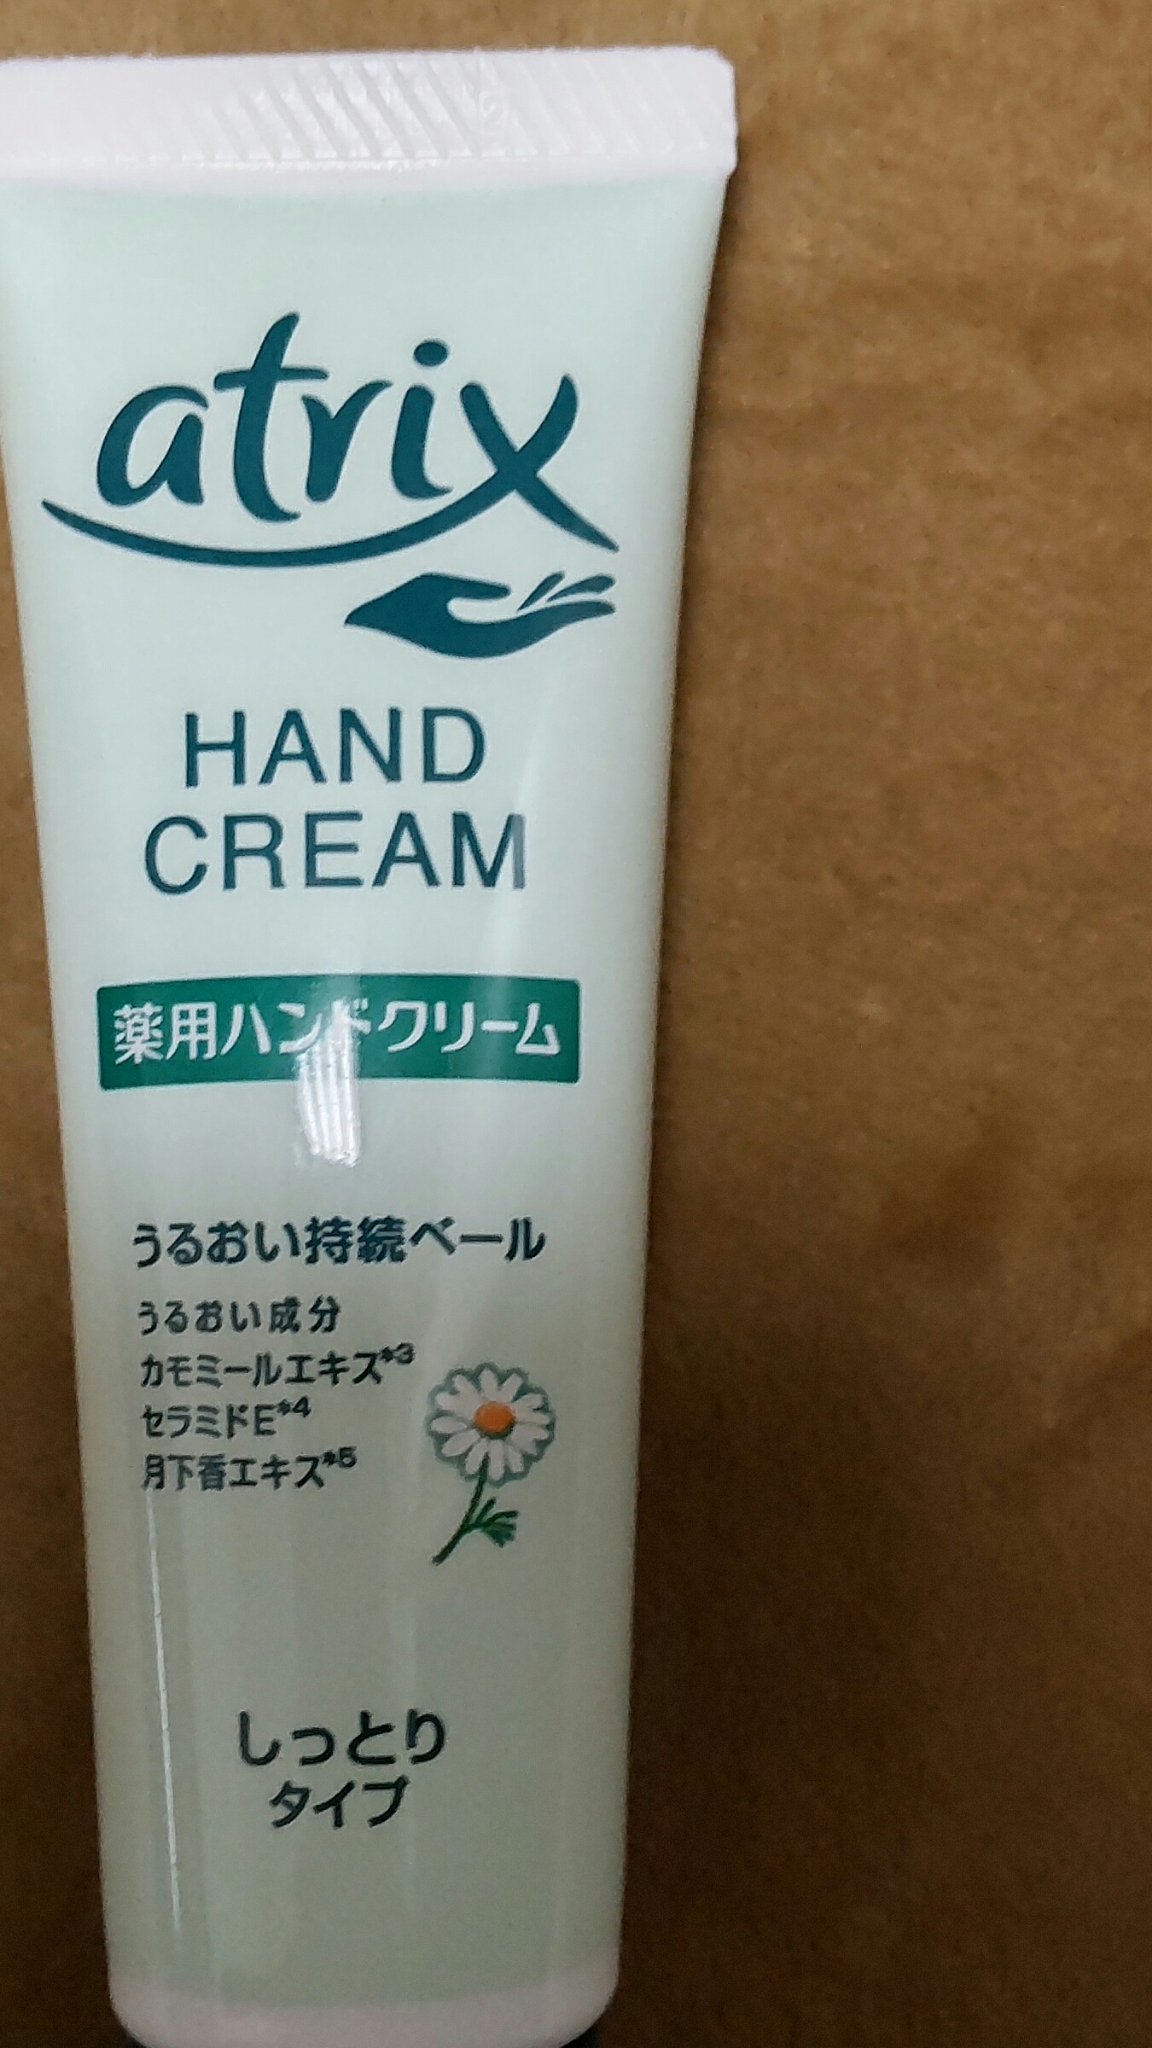 atrix
HAND
CREAM
薬用ハンドクリーム
うるおい持続ベール
うるおい成分
カモミールエキス*3
セラミドE*4
月下香エキス*5
しっとり
タイプ